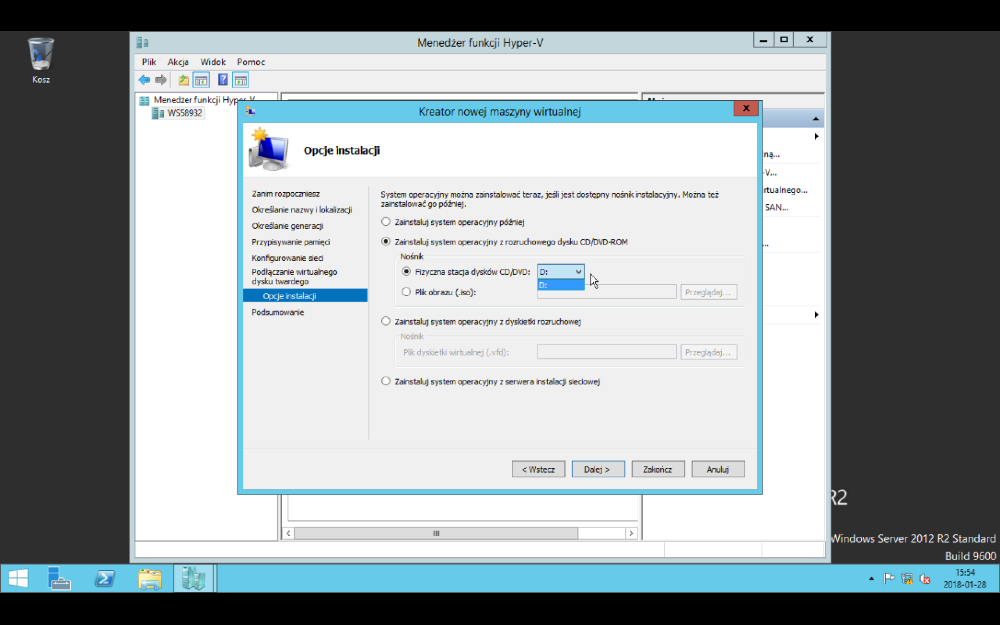 Kosz
Menedżer funkcji Hyper-V
Plik Akcja Widok Pomoc
Menedżer funkcji Hyper-V
WS58932
Kreator nowej maszyny wirtualnej
Opcje instalacji
ną...
-V...
irtualnego...
SAN...
...
Zanim rozpoczniesz
Określanie nazwy i lokalizacji
Określanie generacji
Przypisywanie pamięci
Konfigurowanie sieci
Podłączanie wirtualnego
dysku twardego
Opcje instalacji
Podsumowanie
System operacyjny można zainstalować teraz, jeśli jest dostępny nośnik instalacyjny. Można też
zainstalować go później.
Zainstaluj system operacyjny później
Zainstaluj system operacyjny z rozruchowego dysku CD/DVD-ROM
Nośnik
Fizyczna stacja dysków CD/DVD: D:
D:
Plik obrazu (.iso): Przeglądaj...
Zainstaluj system operacyjny z dyskietki rozruchowej
Nośnik
Plik dyskietki wirtualnej (.vfd): Przeglądaj...
Zainstaluj system operacyjny z serwera instalacji sieciowej
< Wstecz Dalej > Zakończ Anuluj
R2
Windows Server 2012 R2 Standard
Build 9600
15:54
2018-01-28